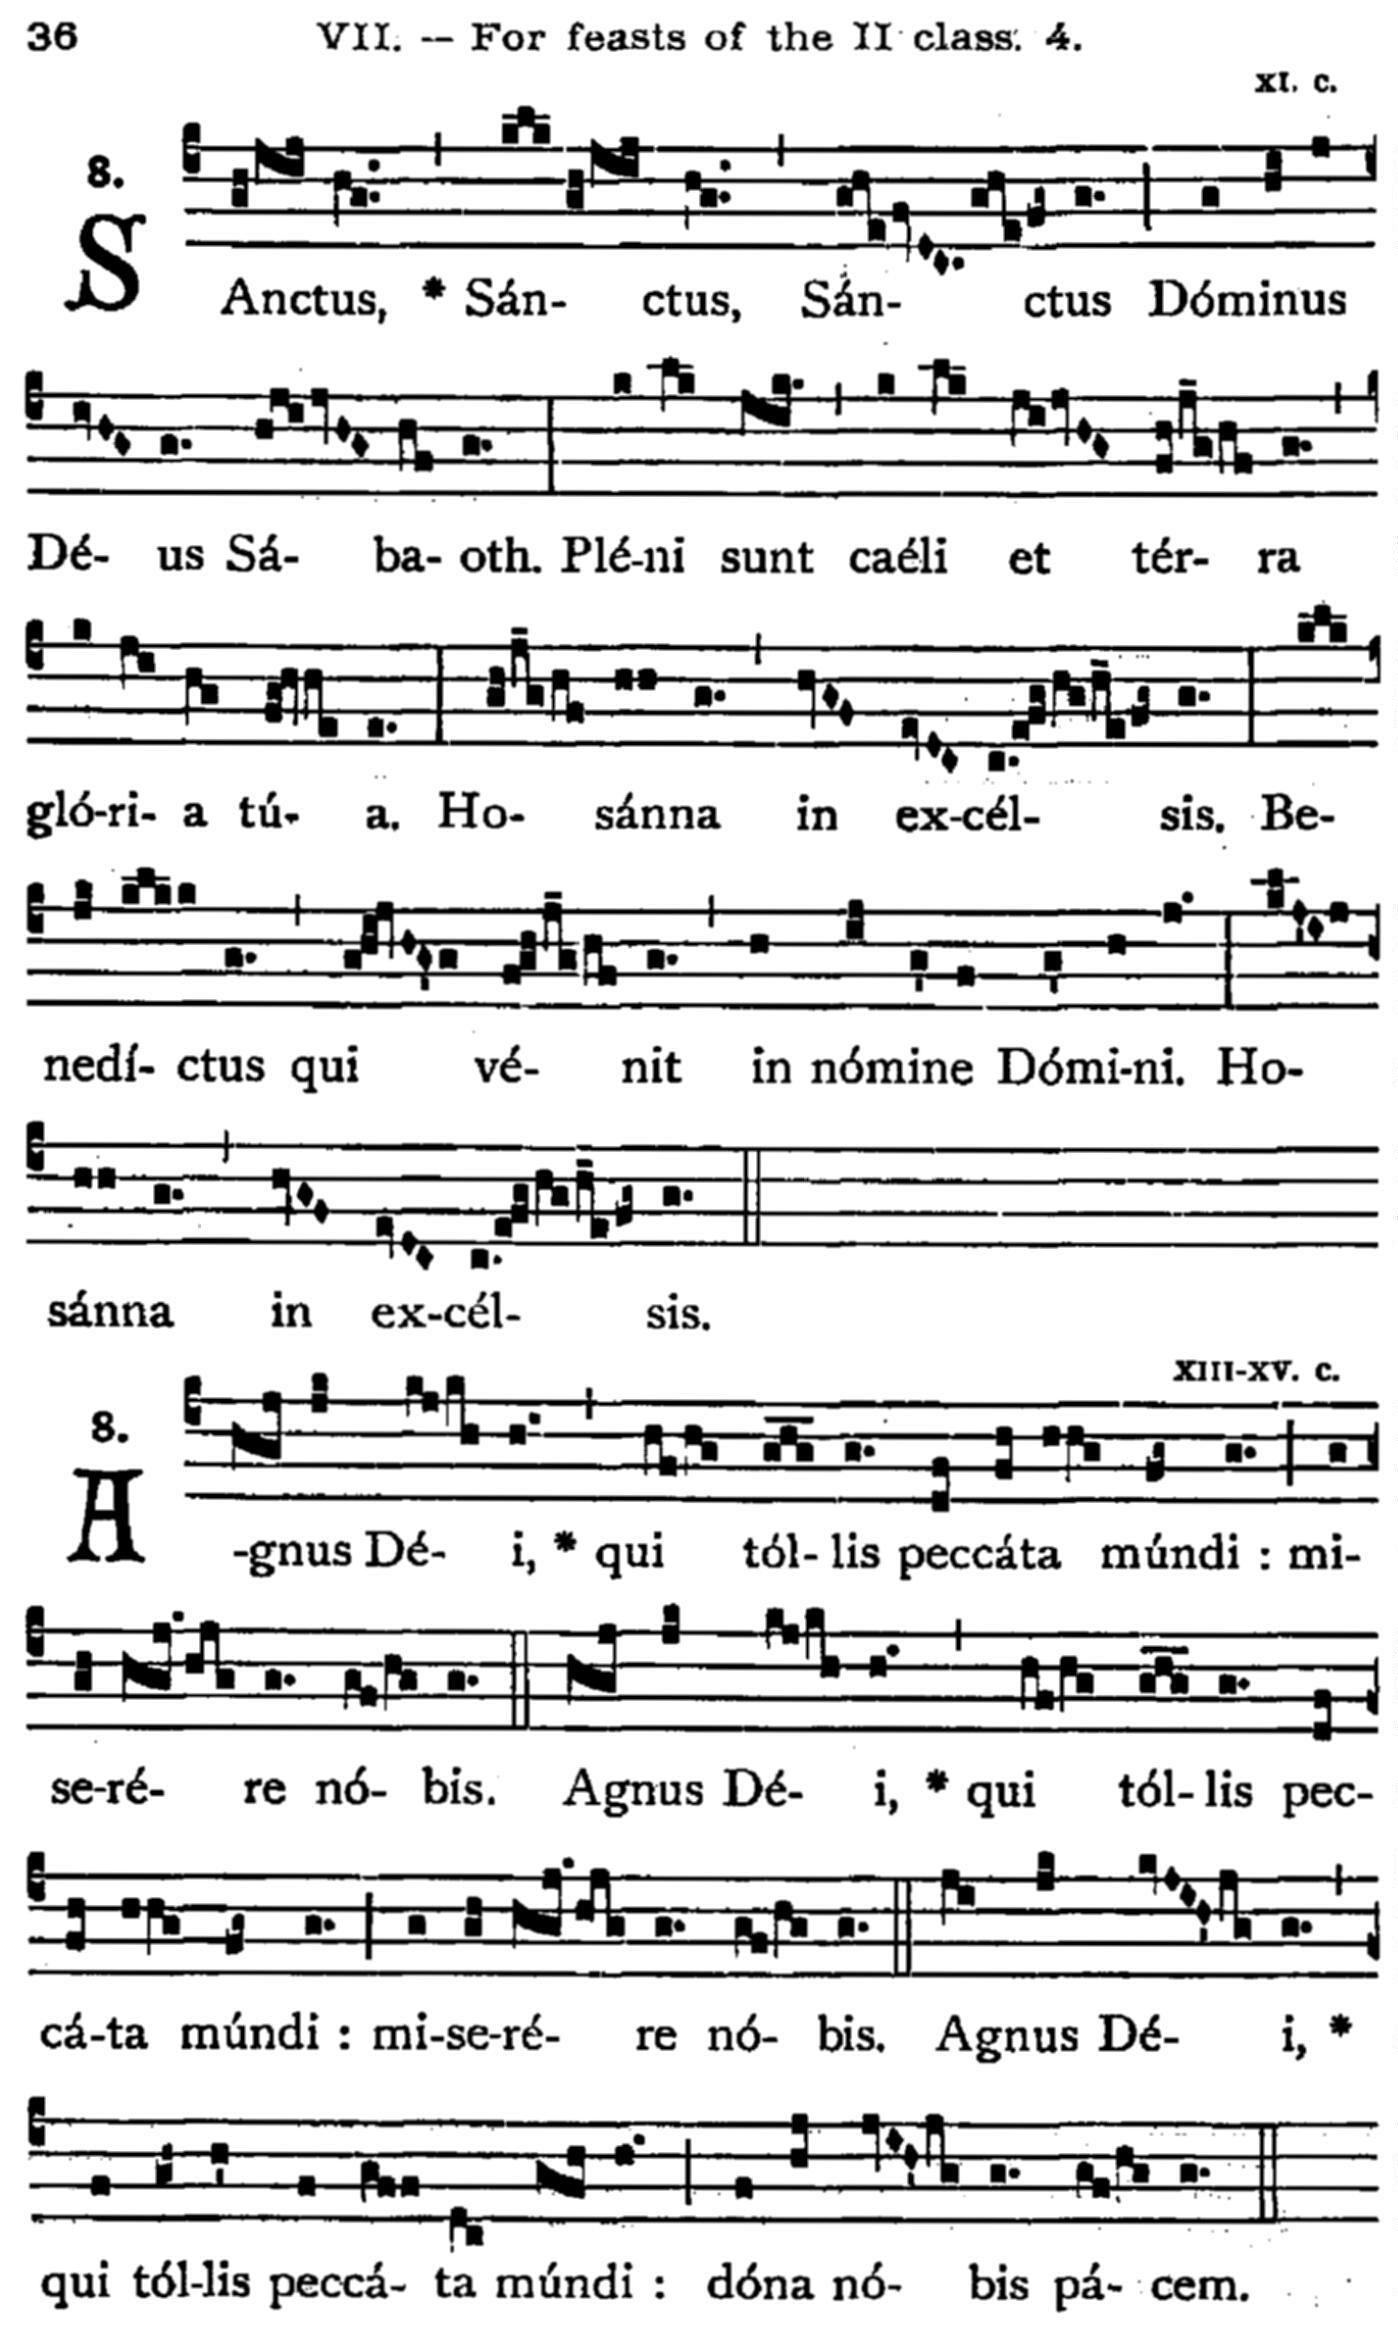 36 VII. — For feasts of the II class. 4.
XI. c.
8.
SAnctus, * Sán- ctus, Sán- ctus Dóminus
Dé- us Sá- ba- oth. Plé-ni sunt caéli et tér- ra
gló-ri- a tú- a. Ho- sánna in ex-cél- sis. Be-
nedí- ctus qui vé- nit in nómine Dómi-ni. Ho-
sánna in ex-cél- sis.
XIII-XV. c.
8.
A-gnus Dé- i, * qui tól- lis peccáta múndi : mi-
se-ré- re nó- bis. Agnus Dé- i, * qui tól- lis pec-
cá-ta múndi : mi-se-ré- re nó- bis. Agnus Dé- i, *
qui tól-lis peccá- ta múndi : dóna nó- bis pá- cem.